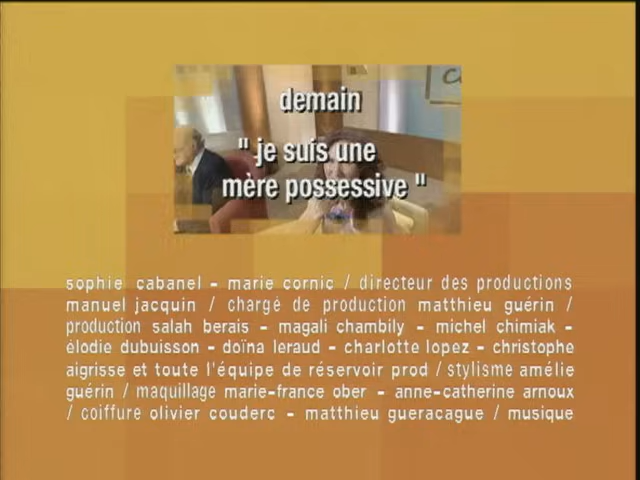 demain
" je suis une
mère possessive "
sophie cabanel - marie cornic / directeur des productions
manuel jacquin / chargé de production matthieu guérin /
production salah berais - magali chambily - michel chimiak -
élodie dubuisson - doïna leraud - charlotte lopez - christophe
aigrisse et toute l'équipe de réservoir prod / stylisme amélie
guérin / maquillage marie-france ober - anne-catherine arnoux
/ coiffure olivier couderc - matthieu gueracague / musique